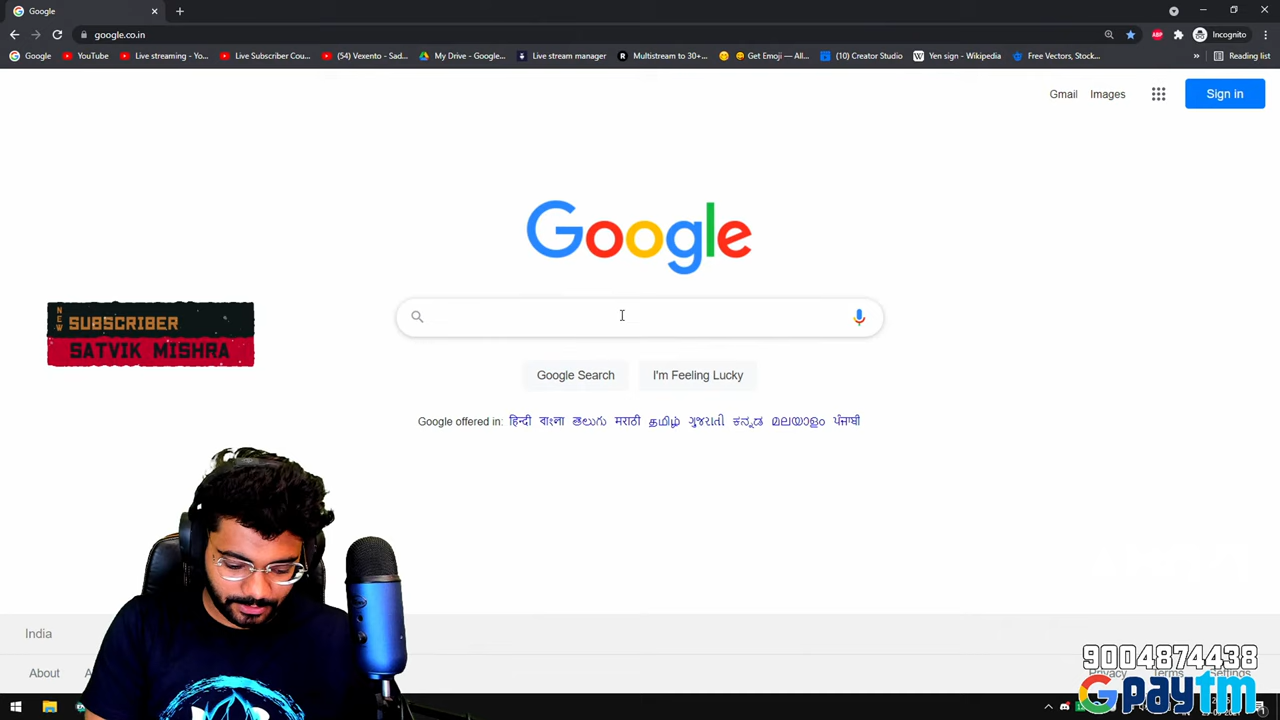 Google
google.co.in
Incognito
Google
YouTube
Live streaming - Yo...
Live Subscriber Cou...
(54) Vexento - Sad...
My Drive - Google...
Live stream manager
Multistream to 30+...
Get Emoji — All...
(10) Creator Studio
Yen sign - Wikipedia
Free Vectors, Stock...
Reading list
Gmail Images
Sign in
Google
NEW
SUBSCRIBER
SATVIK MISHRA
Google Search I'm Feeling Lucky
Google offered in: हिन्दी বাংলা తెలుగు मराठी தமிழ் ગુજરાતી ಕನ್ನಡ മലയാളം ਪੰਜਾਬੀ
India
9004874438
About
Privacy Terms Settings
G paytm